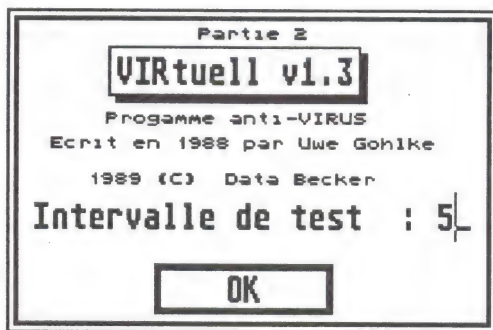 Partie 2
VIRtuell v1.3
Progamme anti-VIRUS
Ecrit en 1988 par Uwe Gohlke
1989 (C) Data Becker
Intervalle de test : 5_
OK